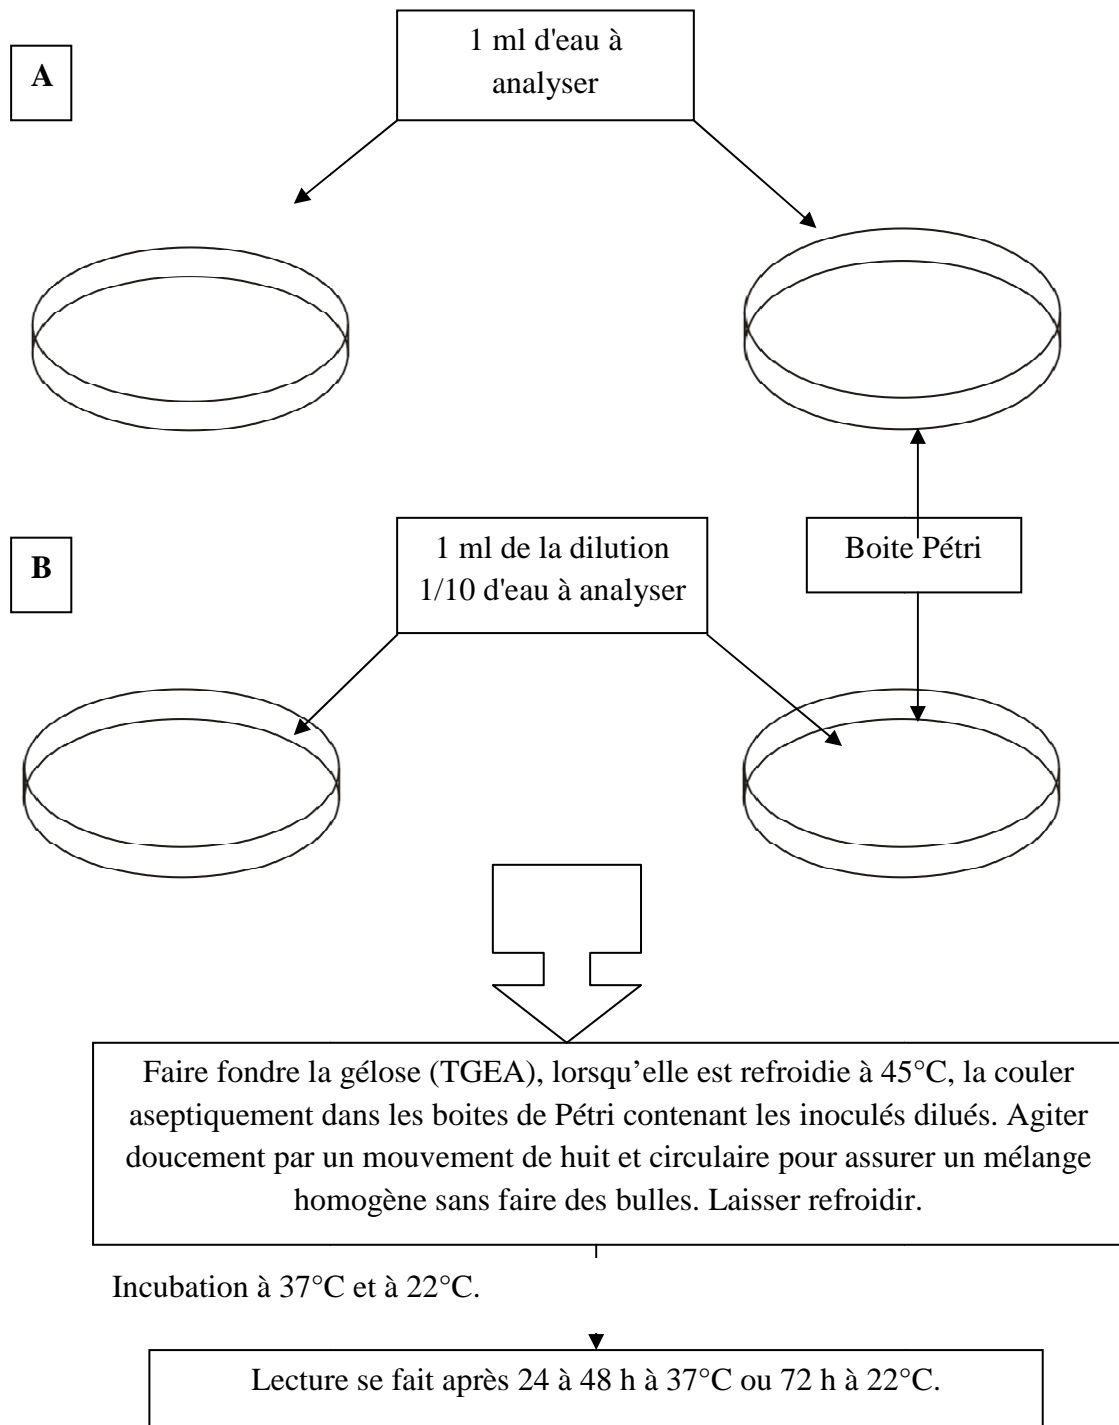 A
1 ml d'eau à
analyser
B
1 ml de la dilution
1/10 d'eau à analyser
Boite Pétri
Faire fondre la gélose (TGEA), lorsqu’elle est refroidie à 45°C, la couler
aseptiquement dans les boites de Pétri contenant les inoculés dilués. Agiter
doucement par un mouvement de huit et circulaire pour assurer un mélange
homogène sans faire des bulles. Laisser refroidir.
Incubation à 37°C et à 22°C.
Lecture se fait après 24 à 48 h à 37°C ou 72 h à 22°C.